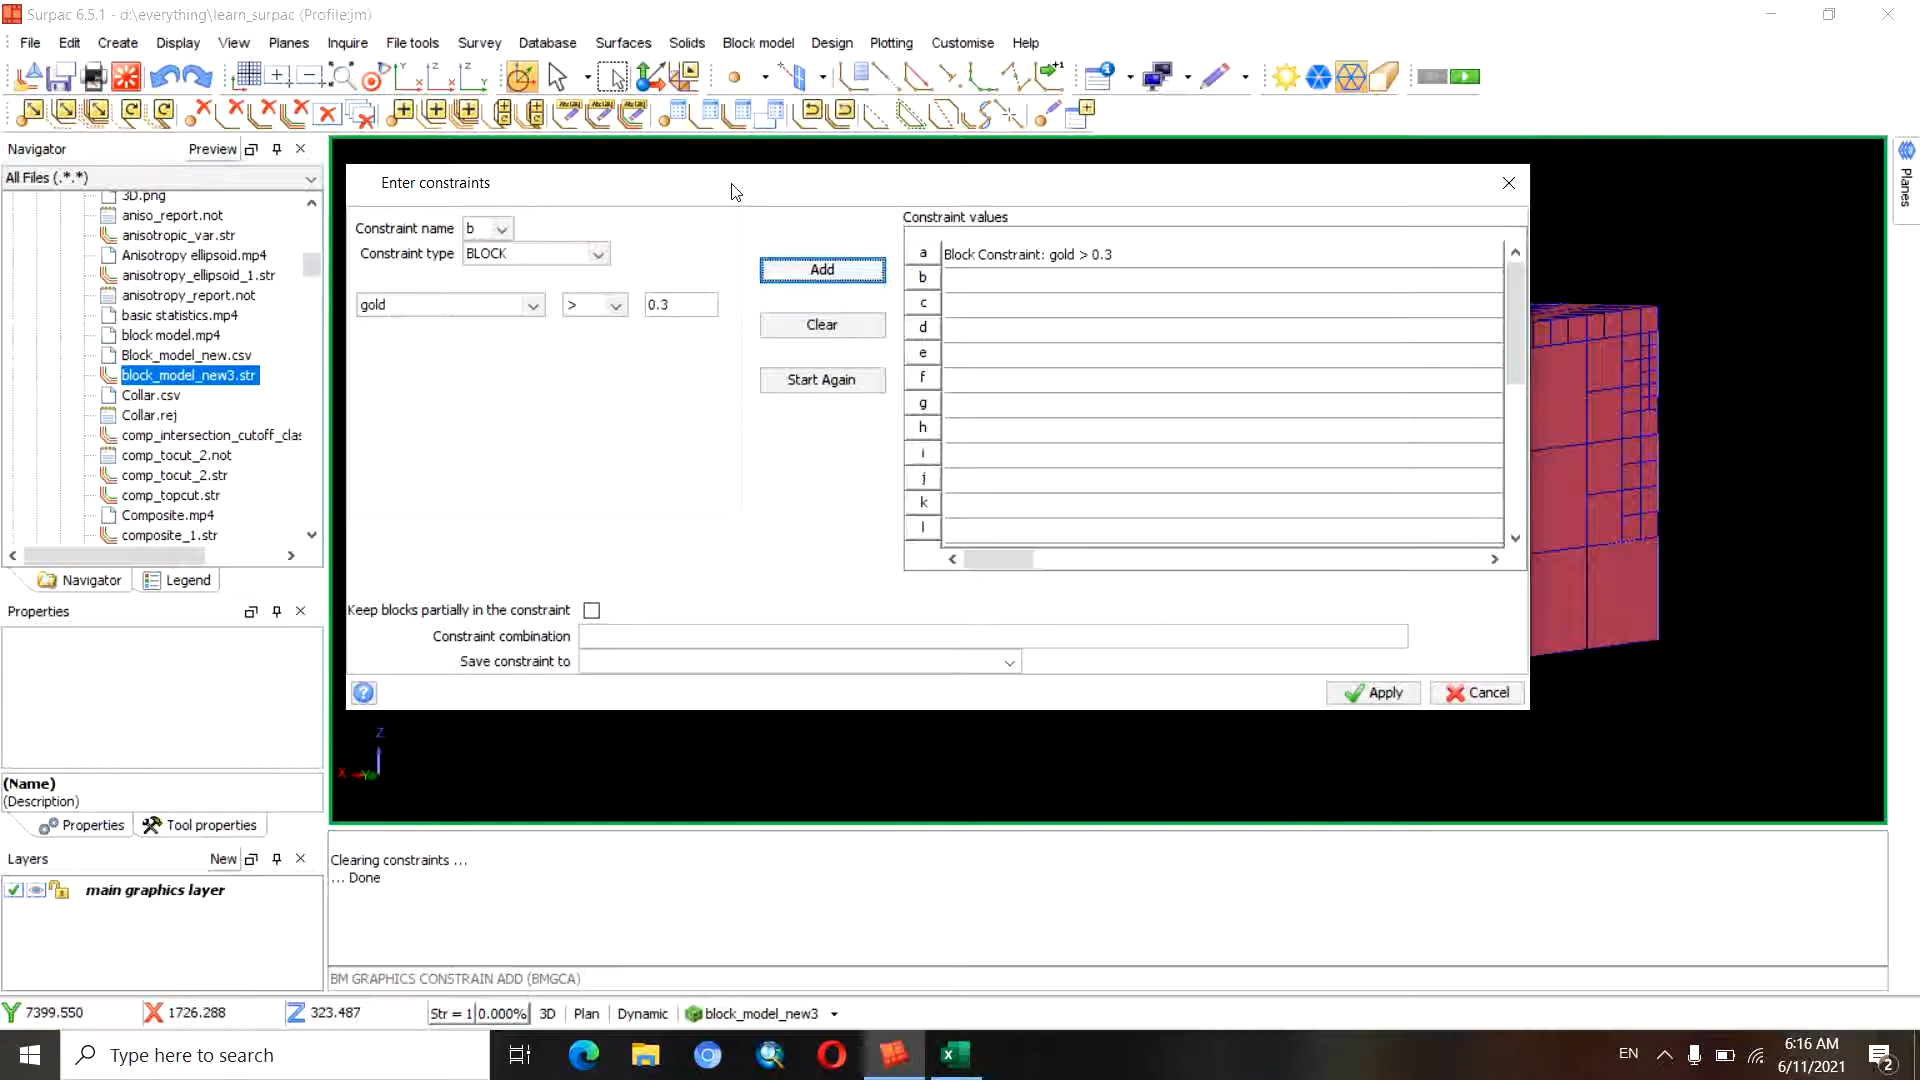 Surpac 6.5.1 - d:\everything\learn_surpac (Profile:jm)
File Edit Create Display View Planes Inquire File tools Survey Database Surfaces Solids Block model Design Plotting Customise Help
Navigator Preview
All Files (*.*)
3D.png
aniso_report.not
anisotropic_var.str
Anisotropy ellipsoid.mp4
anisotropy_ellipsoid_1.str
anisotropy_report.not
basic statistics.mp4
block model.mp4
Block_model_new.csv
block_model_new3.str
Collar.csv
Collar.rej
comp_intersection_cutoff_clas
comp_tocut_2.not
comp_tocut_2.str
comp_topcut.str
Composite.mp4
composite_1.str
Navigator Legend
Properties
(Name)
(Description)
Properties Tool properties
Layers New
main graphics layer
Enter constraints
Constraint name b
Constraint type BLOCK
gold > 0.3
Add
Clear
Start Again
Constraint values
a Block Constraint: gold > 0.3
b
c
d
e
f
g
h
i
j
k
l
Keep blocks partially in the constraint
Constraint combination
Save constraint to
Apply Cancel
Planes
Z
X Y
Clearing constraints ...
... Done
BM GRAPHICS CONSTRAIN ADD (BMGCA)
Y 7399.550 X 1726.288 Z 323.487 Str = 1 0.000% 3D Plan Dynamic block_model_new3
Type here to search
EN
6:16 AM
6/11/2021
2